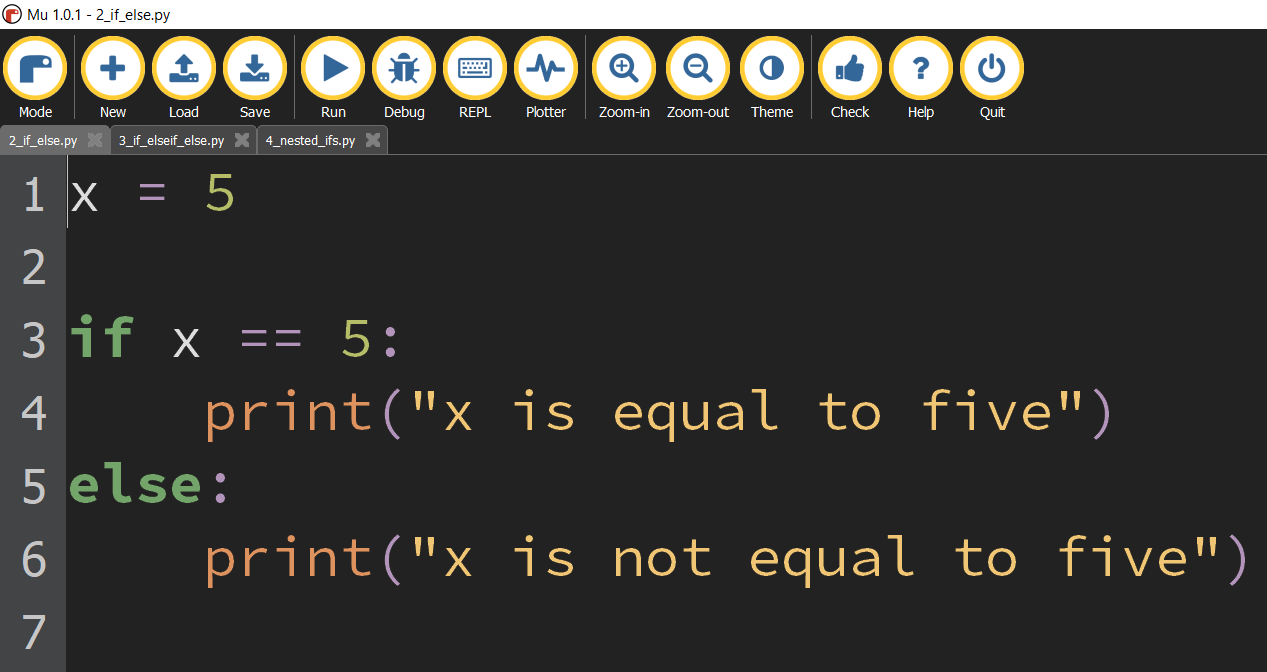 Mu 1.0.1 - 2_if_else.py
Mode New Load Save Run Debug REPL Plotter Zoom-in Zoom-out Theme Check Help Quit
2_if_else.py 3_if_elseif_else.py 4_nested_ifs.py
1 x = 5
2
3 if x == 5:
4     print("x is equal to five")
5 else:
6     print("x is not equal to five")
7